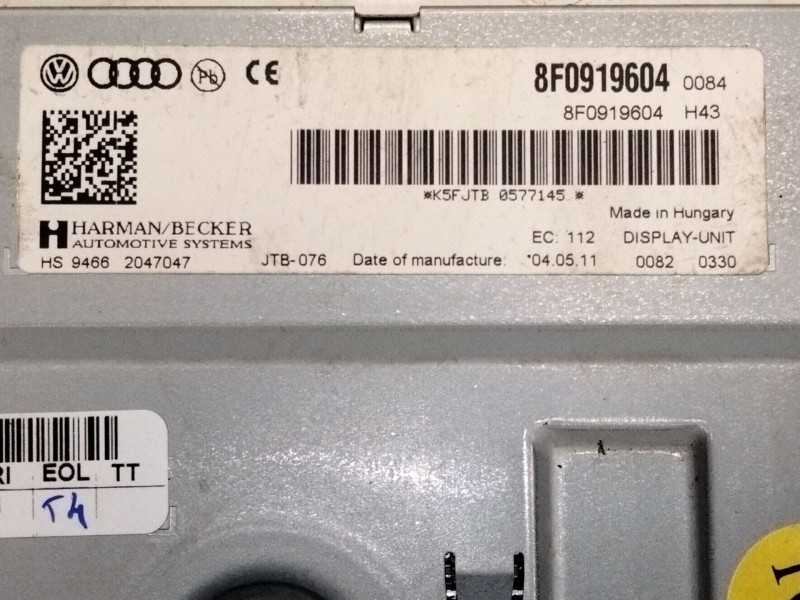 8F0919604 0084
8F0919604 H43
*K5FJTB 0577145 *
Made in Hungary
HARMAN/BECKER
AUTOMOTIVE SYSTEMS
EC: 112 DISPLAY-UNIT
HS 9466 2047047 JTB-076 Date of manufacture: 04.05.11 0082 0330
RI EOL TT
T4